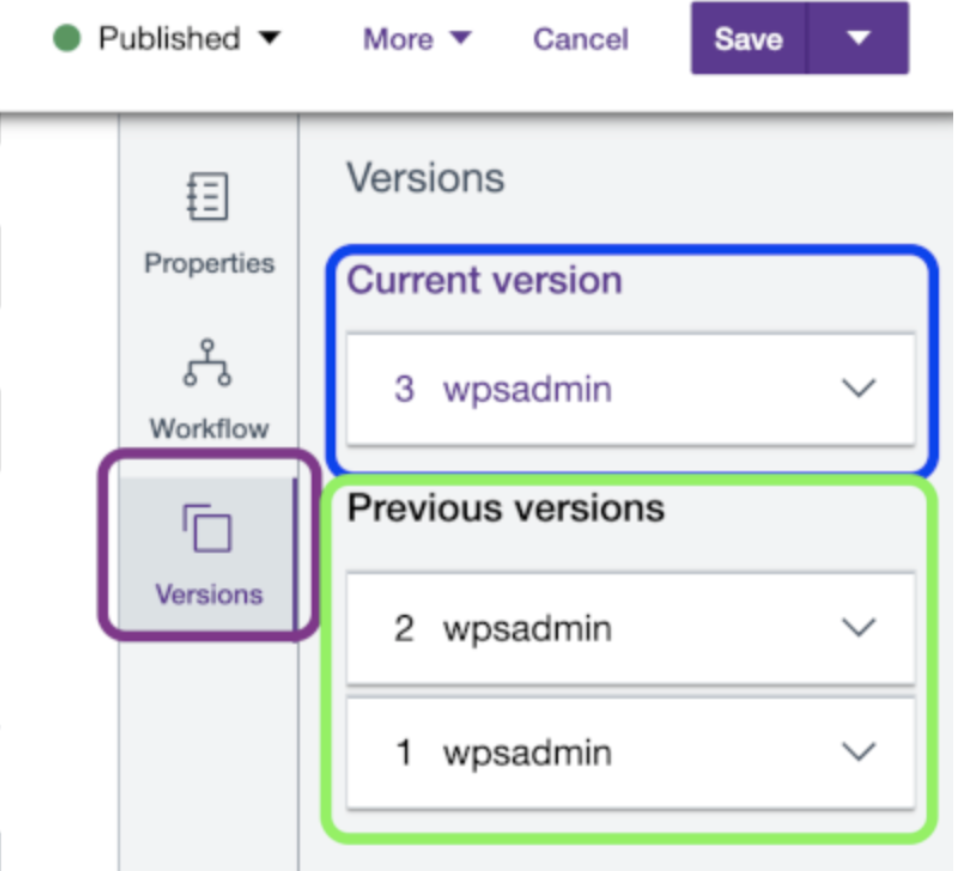 Published
More
Cancel
Save
Properties
Workflow
Versions
Versions
Current version
3 wpsadmin
Previous versions
2 wpsadmin
1 wpsadmin